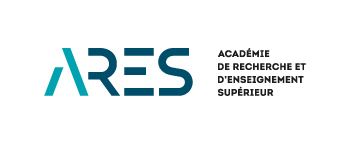 ARES
ACADÉMIE
DE RECHERCHE ET
D'ENSEIGNEMENT
SUPÉRIEUR